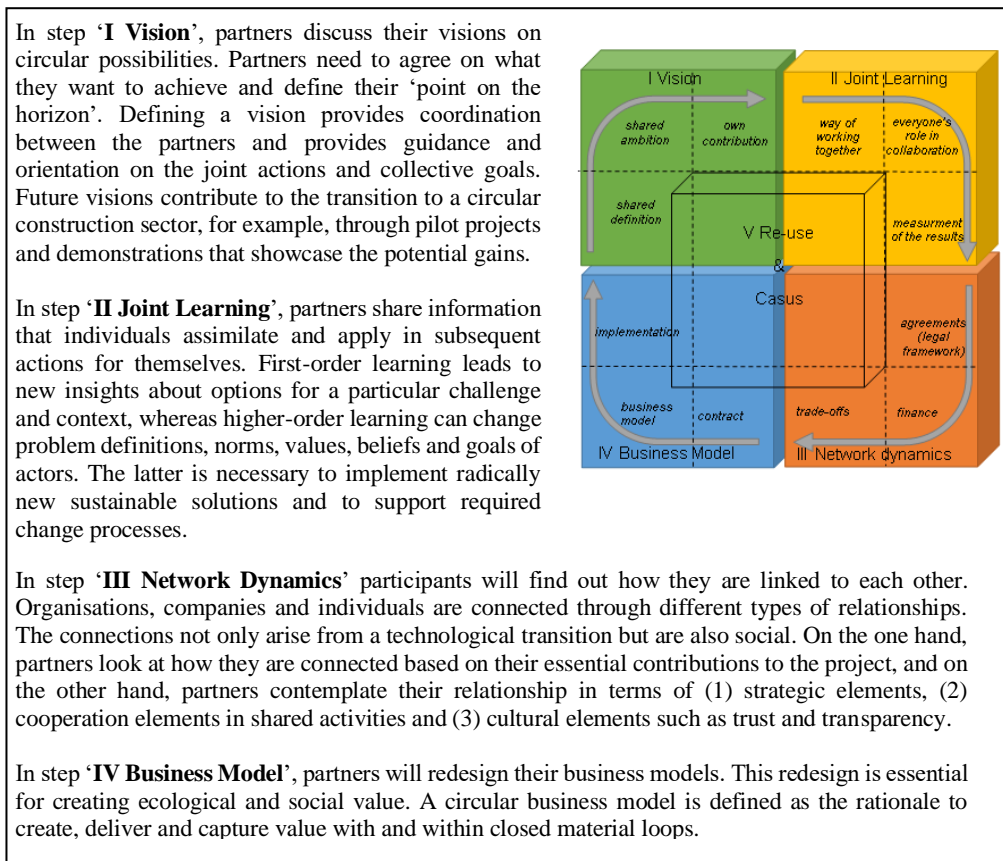 In step ‘I Vision’, partners discuss their visions on
circular possibilities. Partners need to agree on what
they want to achieve and define their ‘point on the
horizon’. Defining a vision provides coordination
between the partners and provides guidance and
orientation on the joint actions and collective goals.
Future visions contribute to the transition to a circular
construction sector, for example, through pilot projects
and demonstrations that showcase the potential gains.
In step ‘II Joint Learning’, partners share information
that individuals assimilate and apply in subsequent
actions for themselves. First-order learning leads to
new insights about options for a particular challenge
and context, whereas higher-order learning can change
problem definitions, norms, values, beliefs and goals of
actors. The latter is necessary to implement radically
new sustainable solutions and to support required
change processes.
I Vision
shared
ambition
own
contribution
shared
definition
II Joint Learning
way of
working
together
everyone's
role in
collaboration
measurment
of the results
V Re-use
&
Casus
implementation
business
model
contract
IV Business Model
agreements
(legal
framework)
trade-offs
finance
III Network dynamics
In step ‘III Network Dynamics’ participants will find out how they are linked to each other.
Organisations, companies and individuals are connected through different types of relationships.
The connections not only arise from a technological transition but are also social. On the one hand,
partners look at how they are connected based on their essential contributions to the project, and on
the other hand, partners contemplate their relationship in terms of (1) strategic elements, (2)
cooperation elements in shared activities and (3) cultural elements such as trust and transparency.
In step ‘IV Business Model’, partners will redesign their business models. This redesign is essential
for creating ecological and social value. A circular business model is defined as the rationale to
create, deliver and capture value with and within closed material loops.